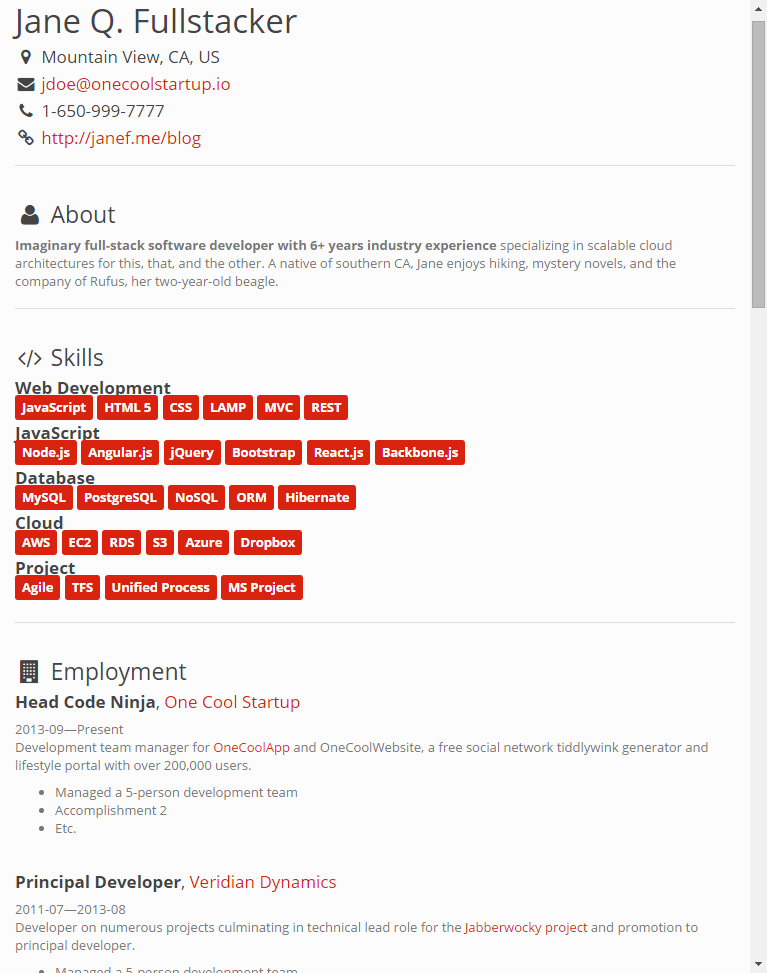 Jane Q. Fullstacker
Mountain View, CA, US
jdoe@onecoolstartup.io
1-650-999-7777
http://janef.me/blog
About
Imaginary full-stack software developer with 6+ years industry experience specializing in scalable cloud
architectures for this, that, and the other. A native of southern CA, Jane enjoys hiking, mystery novels, and the
company of Rufus, her two-year-old beagle.
Skills
Web Development
JavaScript HTML 5 CSS LAMP MVC REST
JavaScript
Node.js Angular.js jQuery Bootstrap React.js Backbone.js
Database
MySQL PostgreSQL NoSQL ORM Hibernate
Cloud
AWS EC2 RDS S3 Azure Dropbox
Project
Agile TFS Unified Process MS Project
Employment
Head Code Ninja, One Cool Startup
2013-09—Present
Development team manager for OneCoolApp and OneCoolWebsite, a free social network tiddlywink generator and
lifestyle portal with over 200,000 users.
Managed a 5-person development team
Accomplishment 2
Etc.
Principal Developer, Veridian Dynamics
2011-07—2013-08
Developer on numerous projects culminating in technical lead role for the Jabberwocky project and promotion to
principal developer.
Managed a 5-person development team